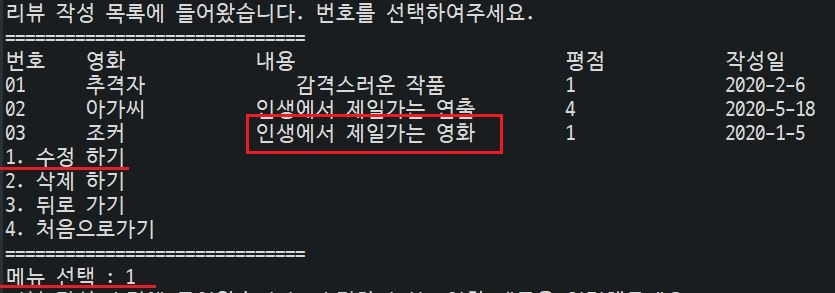 리뷰 작성 목록에 들어왔습니다. 번호를 선택하여주세요.
==============================
번호 영화 내용 평점 작성일
01 추격자 감격스러운 작품 1 2020-2-6
02 아가씨 인생에서 제일가는 연출 4 2020-5-18
03 조커 인생에서 제일가는 영화 1 2020-1-5
1. 수정 하기
2. 삭제 하기
3. 뒤로 가기
4. 처음으로가기
==============================
메뉴 선택 : 1